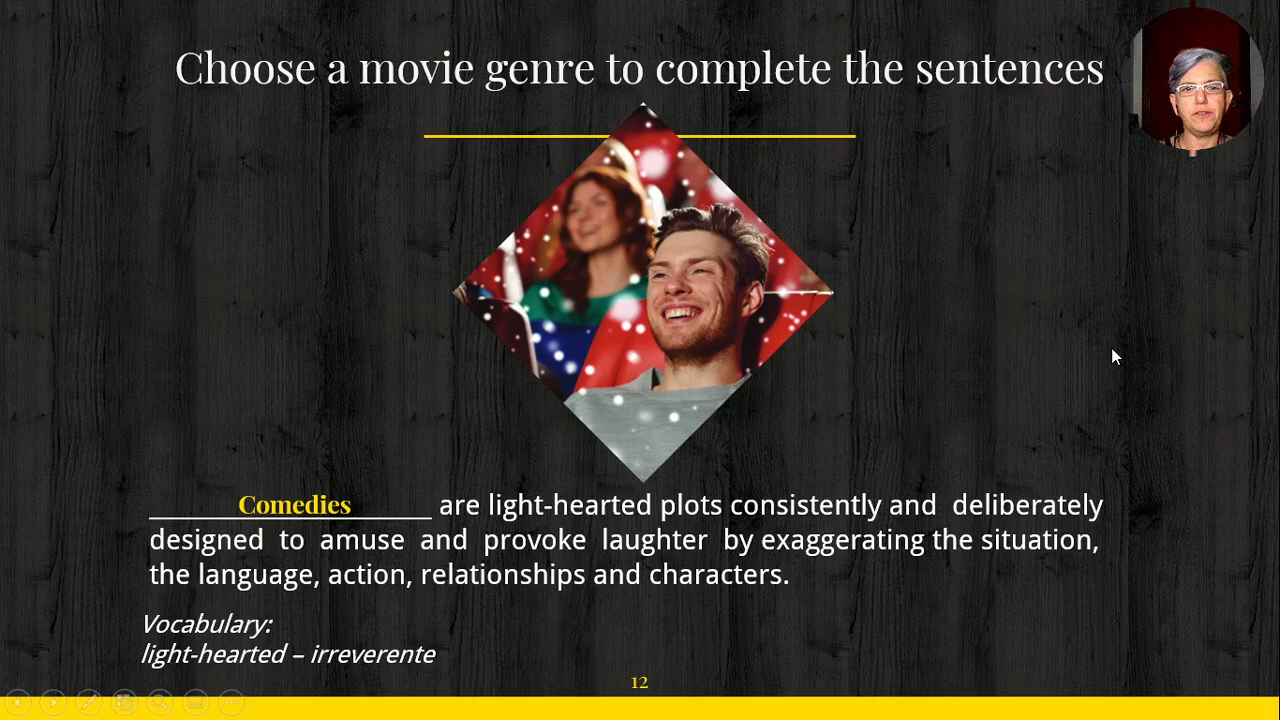 Choose a movie genre to complete the sentences
Comedies are light-hearted plots consistently and deliberately
designed to amuse and provoke laughter by exaggerating the situation,
the language, action, relationships and characters.
Vocabulary:
light-hearted – irreverente
12